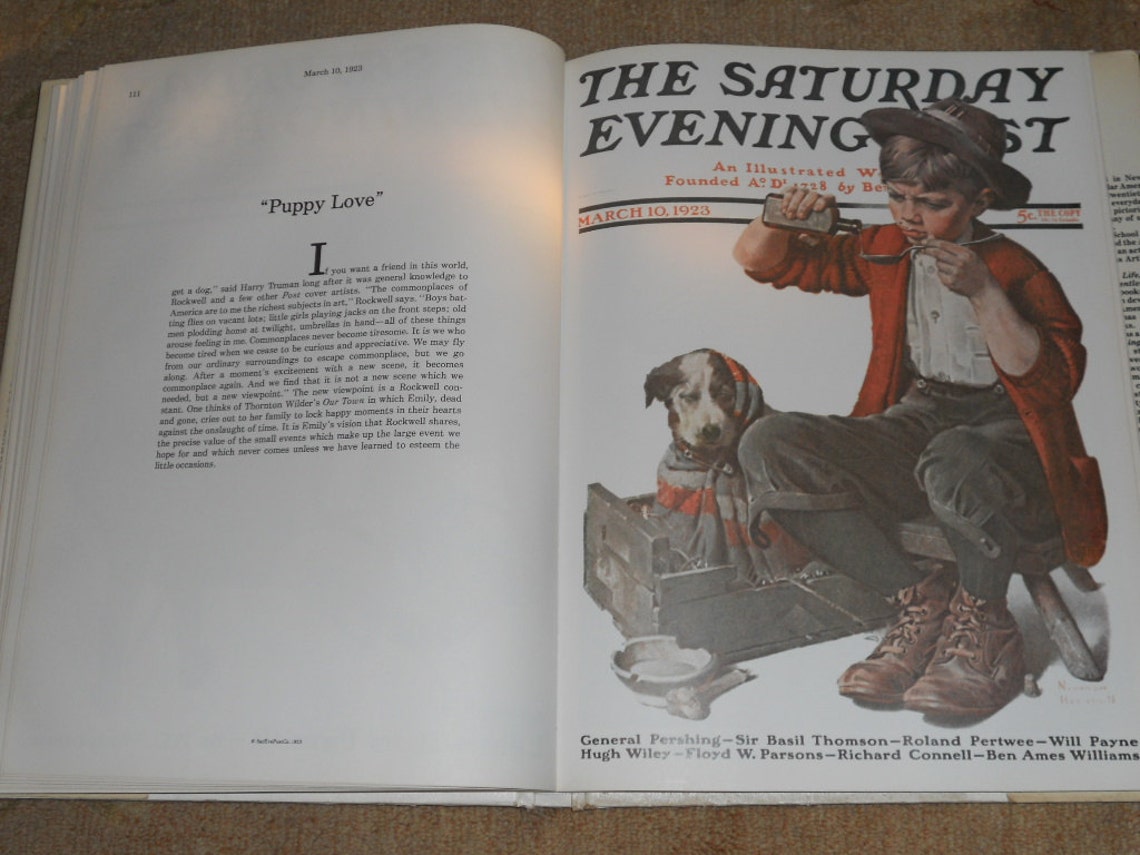 March 10, 1923
111
"Puppy Love"
If you want a friend in this world,
get a dog," said Harry Truman long after it was general knowledge to
Rockwell and a few other Post cover artists. "The commonplaces of
America are to me the richest subjects in art," Rockwell says. "Boys bat-
ting flies on vacant lots; little girls playing jacks on the front steps; old
men plodding home at twilight, umbrellas in hand—all of these things
arouse feeling in me. Commonplaces never become tiresome. It is we who
become tired when we cease to be curious and appreciative. We may fly
from our ordinary surroundings to escape commonplace, but we go
along. After a moment's excitement with a new scene, it becomes
commonplace again. And we find that it is not a new scene which we
needed, but a new viewpoint." The new viewpoint is a Rockwell con-
stant. One thinks of Thornton Wilder's Our Town in which Emily, dead
and gone, cries out to her family to lock happy moments in their hearts
against the onslaught of time. It is Emily's vision that Rockwell shares,
the precise value of the small events which make up the large event we
hope for and which never comes unless we have learned to esteem the
little occasions.
THE SATURDAY
EVENING ST
An Illustrated W
Founded A.º D.ⁱ 1728 by Be
MARCH 10, 1923
5c. THE COPY
General Pershing—Sir Basil Thomson—Roland Pertwee—Will Payne
Hugh Wiley—Floyd W. Parsons—Richard Connell—Ben Ames Williams
in New
School